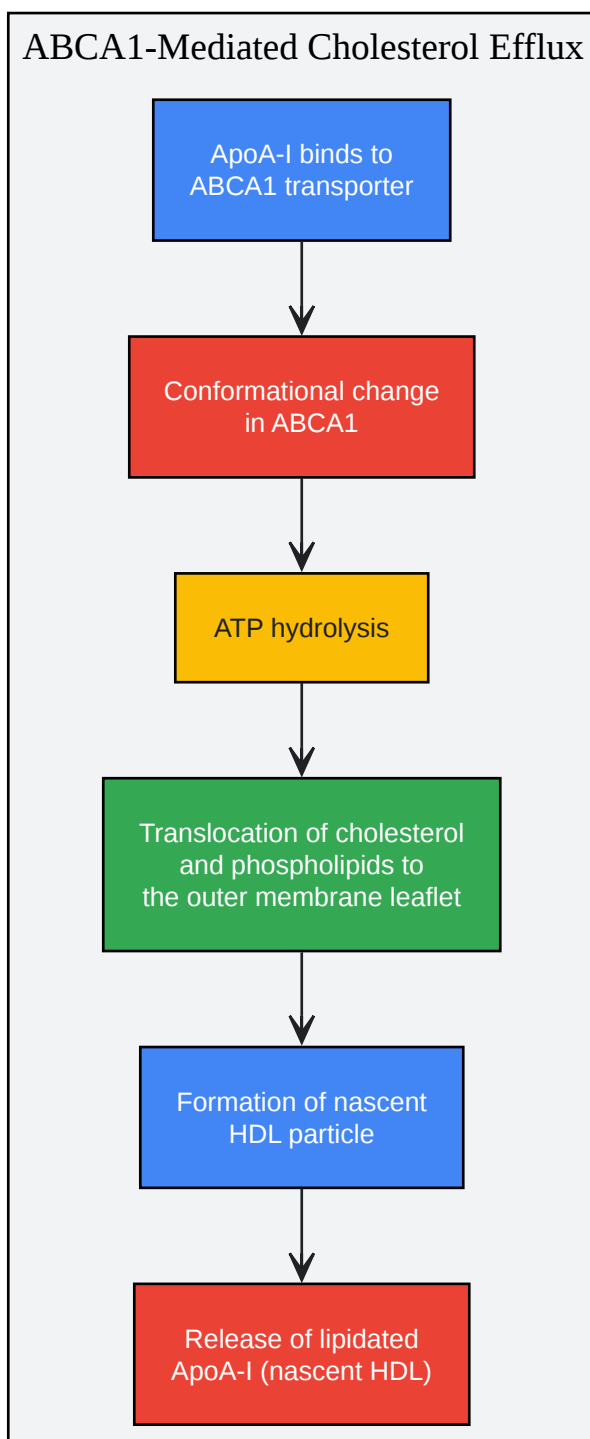 ABCA1-Mediated Cholesterol Efflux
ApoA-I binds to
ABCA1 transporter
Conformational change
in ABCA1
ATP hydrolysis
Translocation of cholesterol
and phospholipids to
the outer membrane leaflet
Formation of nascent
HDL particle
Release of lipidated
ApoA-I (nascent HDL)